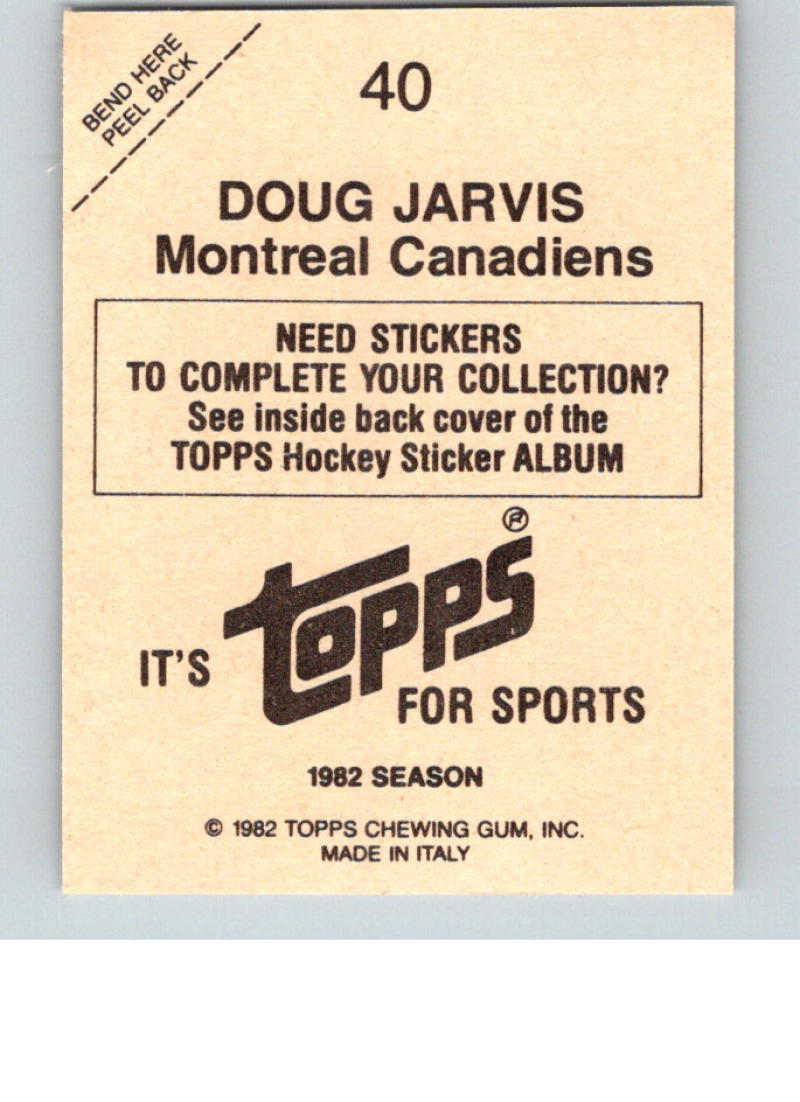 BEND HERE
PEEL BACK
40
DOUG JARVIS
Montreal Canadiens
NEED STICKERS
TO COMPLETE YOUR COLLECTION?
See inside back cover of the
TOPPS Hockey Sticker ALBUM
IT'S topps®
FOR SPORTS
1982 SEASON
© 1982 TOPPS CHEWING GUM, INC.
MADE IN ITALY